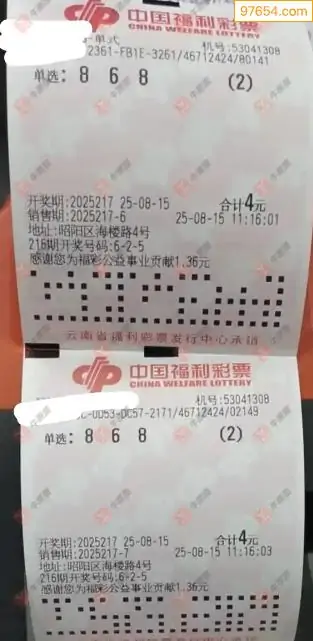 97654.com
中国福利彩票
CHINA WELFARE LOTTERY
-单式 机号:53041308
2361-FB1E-3261/46712424/80141
单选: 8 6 8 (2)
开奖期:2025217 25-08-15 合计4元
销售期:2025217-6 25-08-15 11:16:01
地址:昭阳区海楼路4号
216期开奖号码:6-2-5
感谢您为福彩公益事业贡献1.36元
云南省福利彩票发行中心承销
中国福利彩票
CHINA WELFARE LOTTERY
机号:53041308
C-0D53-DC57-2171/46712424/02149
单选: 8 6 8 (2)
开奖期:2025217 25-08-15 合计4元
销售期:2025217-7 25-08-15 11:16:03
地址:昭阳区海楼路4号
216期开奖号码:6-2-5
感谢您为福彩公益事业贡献1.36元